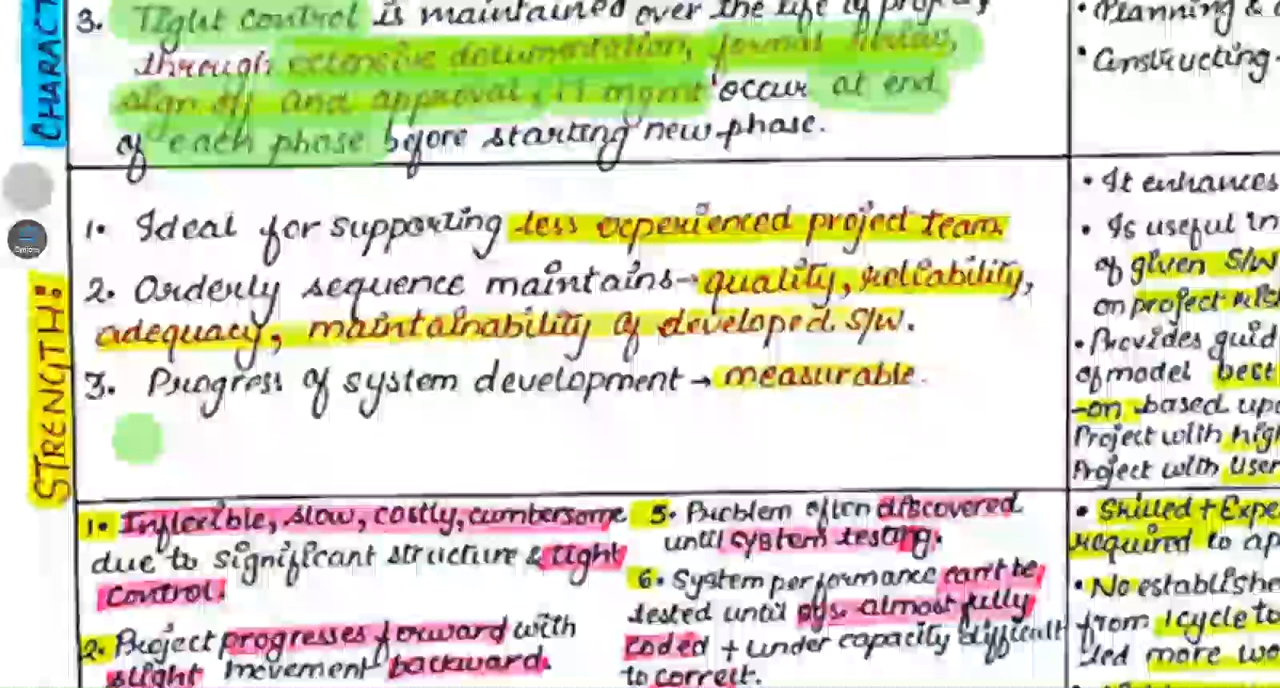 CHARACT
3. Tight control is maintained over the life of project,
through extensive documentation, formal
sign off and approval IT mgmt occur at end
of each phase before starting new phase.
STRENGTH:
1. Ideal for supporting less experienced project team
2. Orderly sequence maintains → quality, reliability,
adequacy, maintainability of developed S/W.
3. Progress of system development → measurable.
1. Inflexible, slow, costly, cumbersome
due to significant structure & tight
control.
2. Project progresses forward with
slight movement backward.
5. Problem often discovered
until system testing.
6. System performance can't be
tested until sys. almost fully
coded + under capacity difficult
to correct.
• Planning &
• Constructing
• It enhances
• Is useful in
of given S/W
on project risk
• Provides guid
of model best
-on based upo
Project with hig
Project with user
• Skilled + Expe
required to ap
• No establishe
from 1 cycle to
led more wo
Options